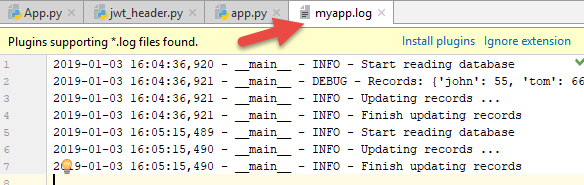 App.py jwt_header.py app.py myapp.log
Plugins supporting *.log files found. Install plugins Ignore extension
1 2019-01-03 16:04:36,920 - __main__ - INFO - Start reading database
2 2019-01-03 16:04:36,921 - __main__ - DEBUG - Records: {'john': 55, 'tom': 66
3 2019-01-03 16:04:36,921 - __main__ - INFO - Updating records ...
4 2019-01-03 16:04:36,921 - __main__ - INFO - Finish updating records
5 2019-01-03 16:05:15,489 - __main__ - INFO - Start reading database
6 2019-01-03 16:05:15,490 - __main__ - INFO - Updating records ...
7 2019-01-03 16:05:15,490 - __main__ - INFO - Finish updating records
8